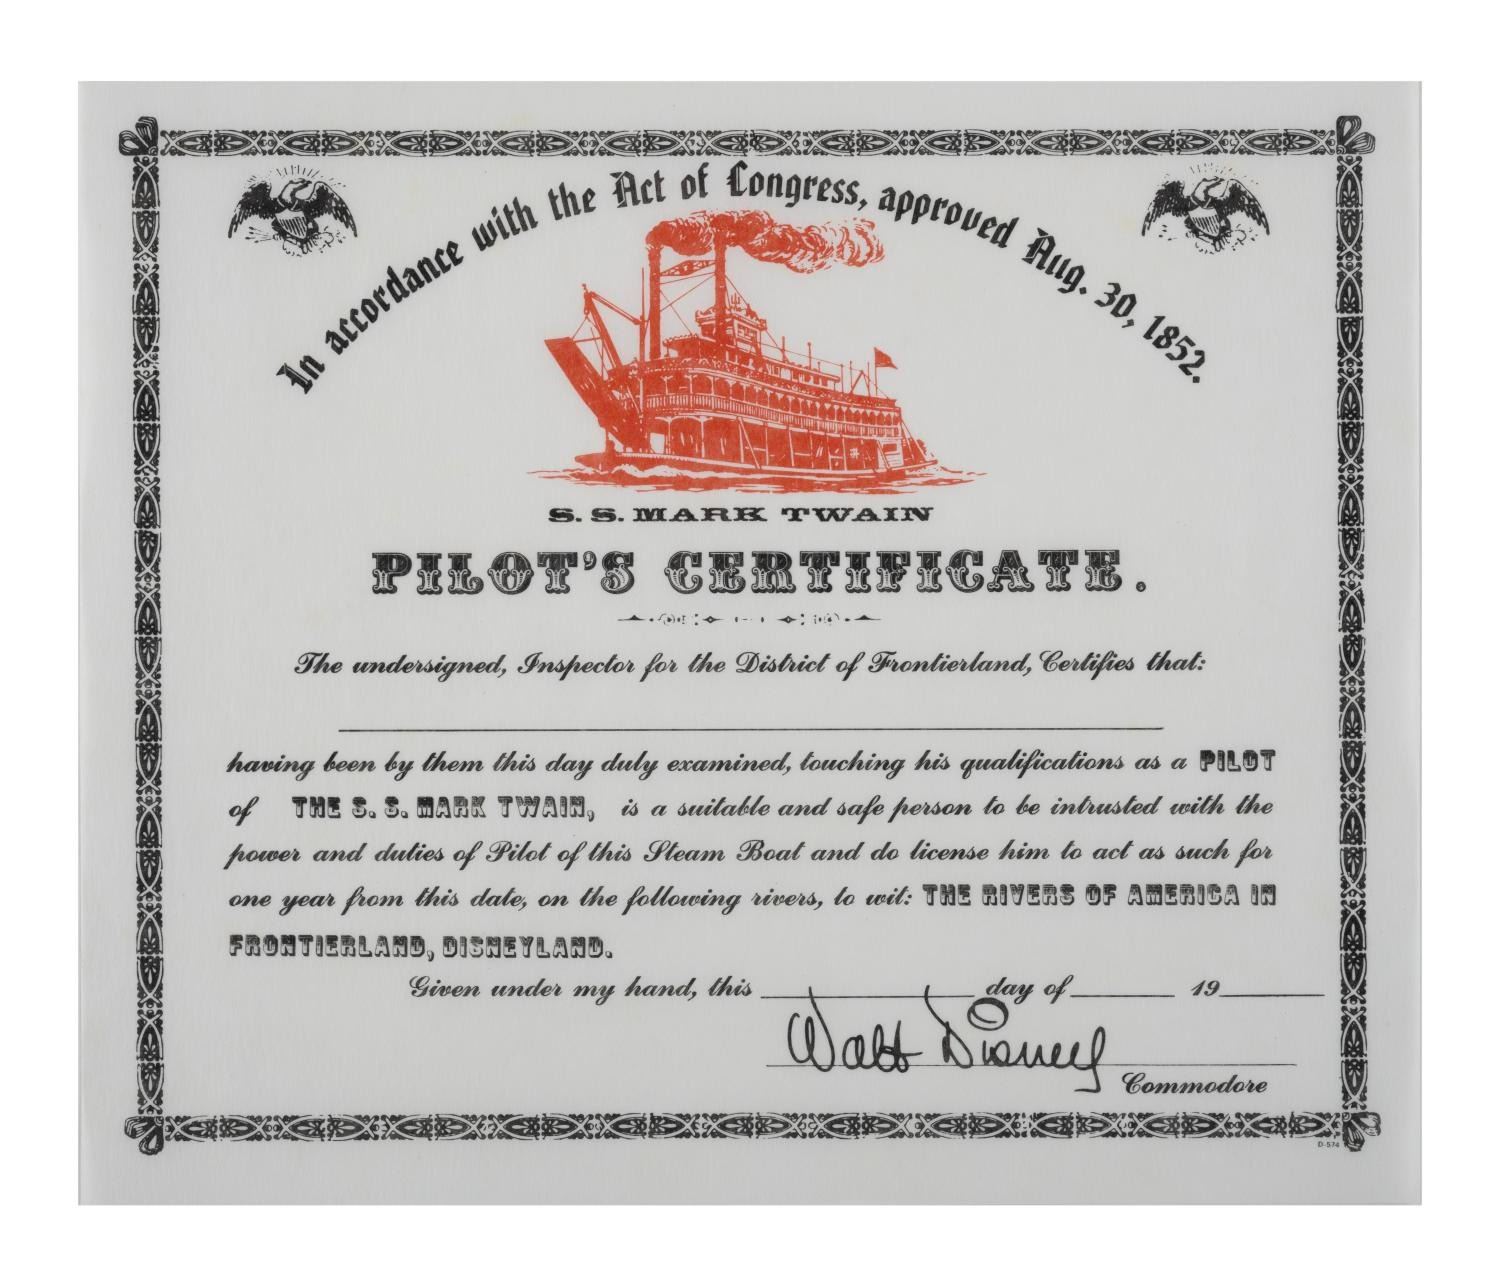 In accordance with the Act of Congress, approved Aug. 30, 1852.
S. S. MARK TWAIN
PILOT'S CERTIFICATE.
The undersigned, Inspector for the District of Frontierland, Certifies that:
having been by them this day duly examined, touching his qualifications as a PILOT
of THE S. S. MARK TWAIN, is a suitable and safe person to be intrusted with the
power and duties of Pilot of this Steam Boat and do license him to act as such for
one year from this date, on the following rivers, to wit: THE RIVERS OF AMERICA IN
FRONTIERLAND, DISNEYLAND.
Given under my hand, this day of 19
Walt Disney
Commodore
D-574